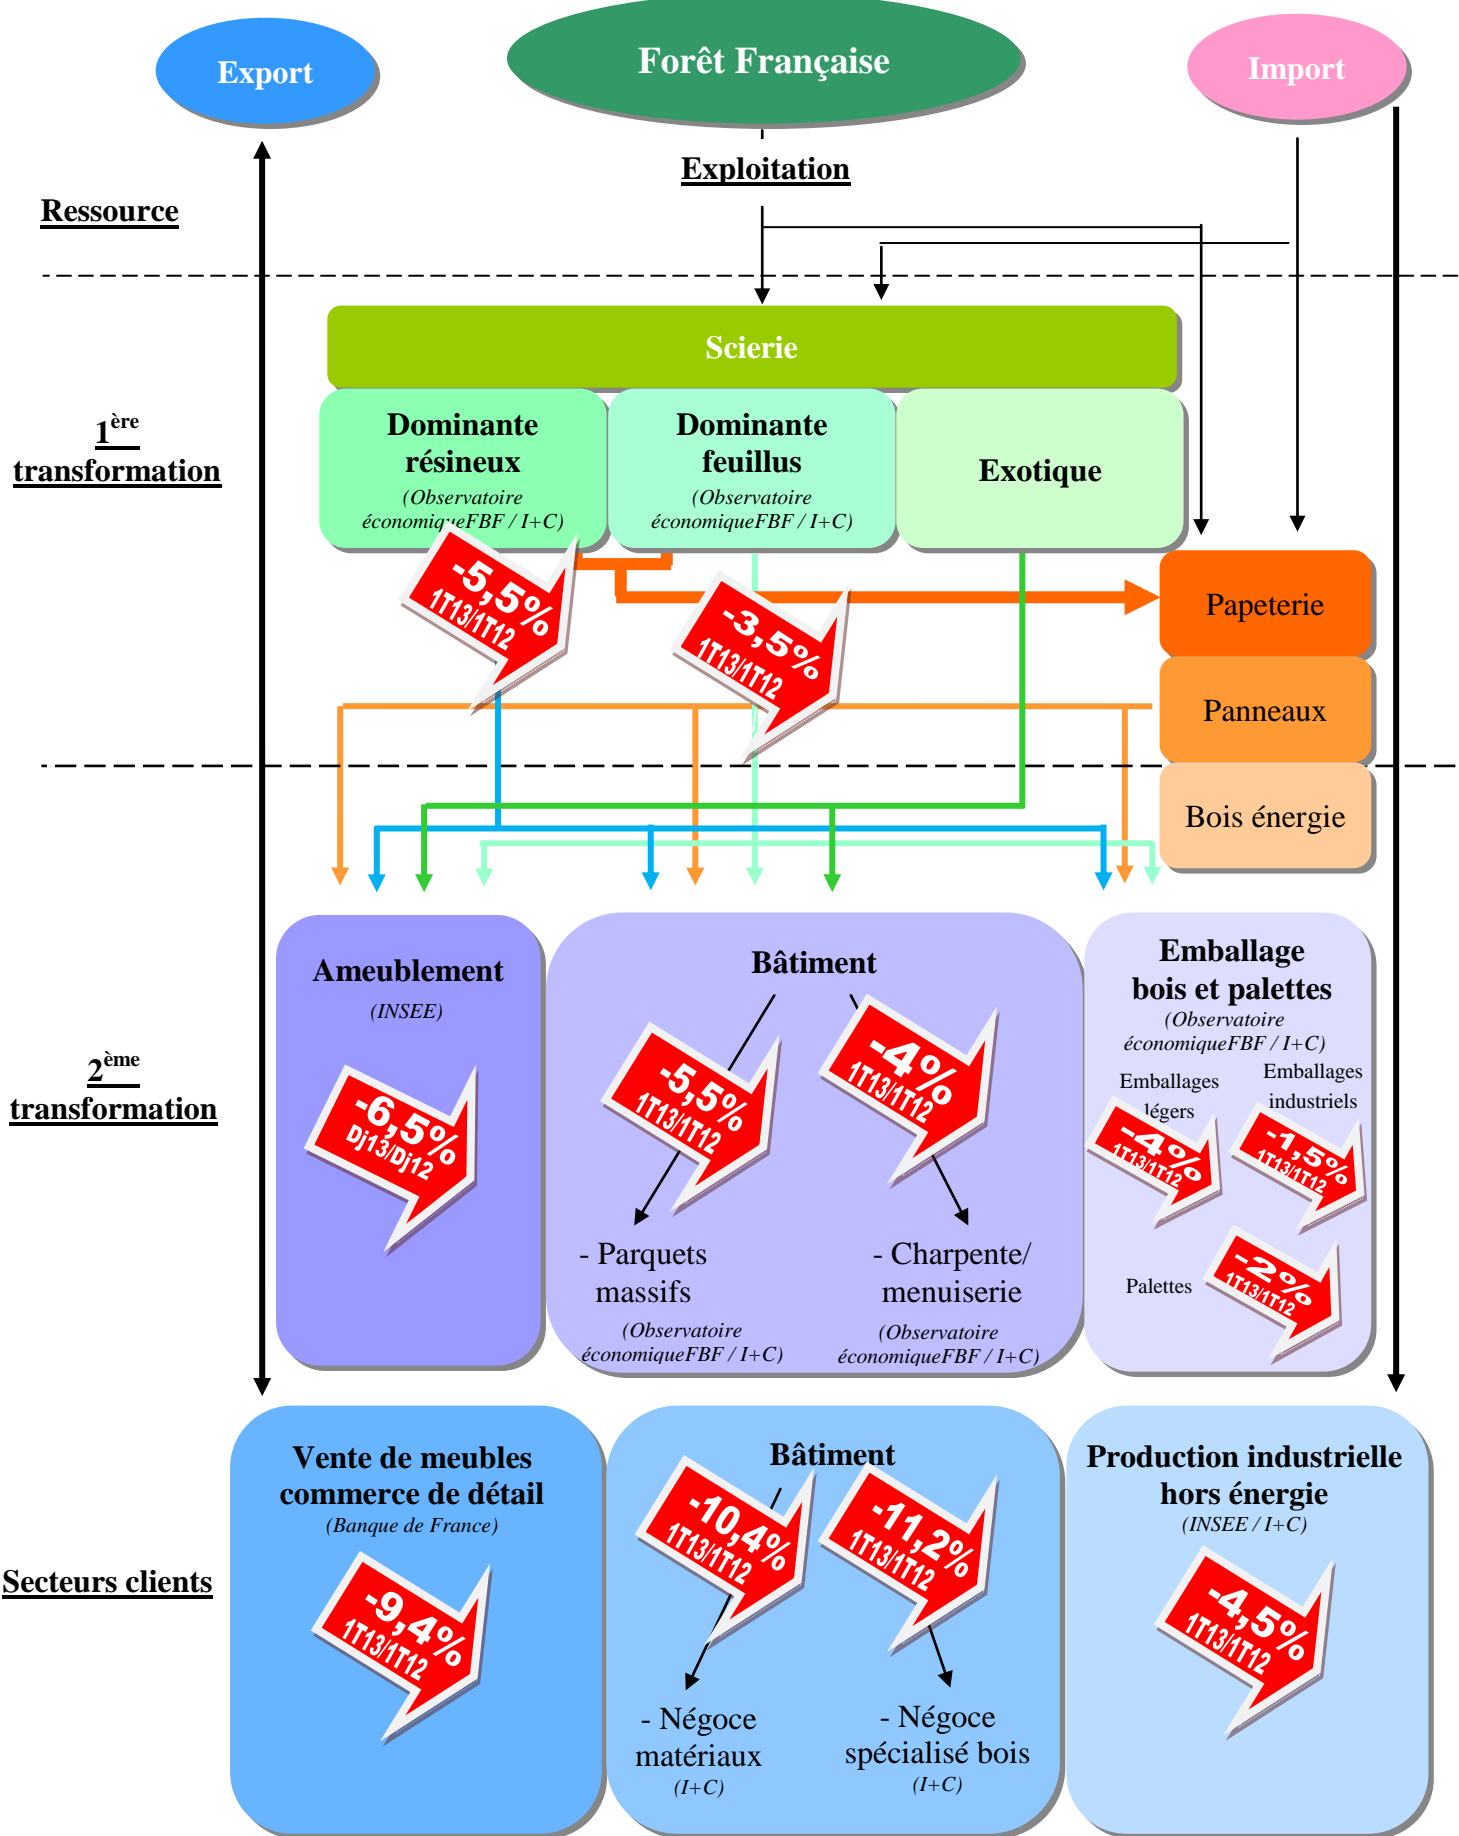 Export
Forêt Française
Import
Exploitation
Ressource
Scierie
1ère
transformation
Dominante
résineux
(Observatoire
économiqueFBF / I+C)
Dominante
feuillus
(Observatoire
économiqueFBF / I+C)
Exotique
-5,5%
1T13/1T12
-3,5%
1T13/1T12
Papeterie
Panneaux
Bois énergie
2ème
transformation
Ameublement
(INSEE)
-6,5%
Dj13/Dj12
Bâtiment
-5,5%
1T13/1T12
-4%
1T13/1T12
- Parquets
massifs
(Observatoire
économiqueFBF / I+C)
- Charpente/
menuiserie
(Observatoire
économiqueFBF / I+C)
Emballage
bois et palettes
(Observatoire
économiqueFBF / I+C)
Emballages
légers
Emballages
industriels
-4%
1T13/1T12
-1,5%
1T13/1T12
Palettes
-2%
1T13/1T12
Secteurs clients
Vente de meubles
commerce de détail
(Banque de France)
-9,4%
1T13/1T12
Bâtiment
-10,4%
1T13/1T12
-11,2%
1T13/1T12
- Négoce
matériaux
(I+C)
- Négoce
spécialisé bois
(I+C)
Production industrielle
hors énergie
(INSEE / I+C)
-4,5%
1T13/1T12